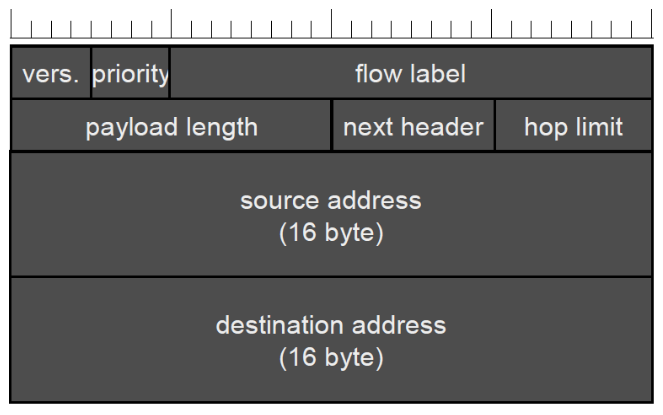 vers. priority flow label
payload length next header hop limit
source address
(16 byte)
destination address
(16 byte)